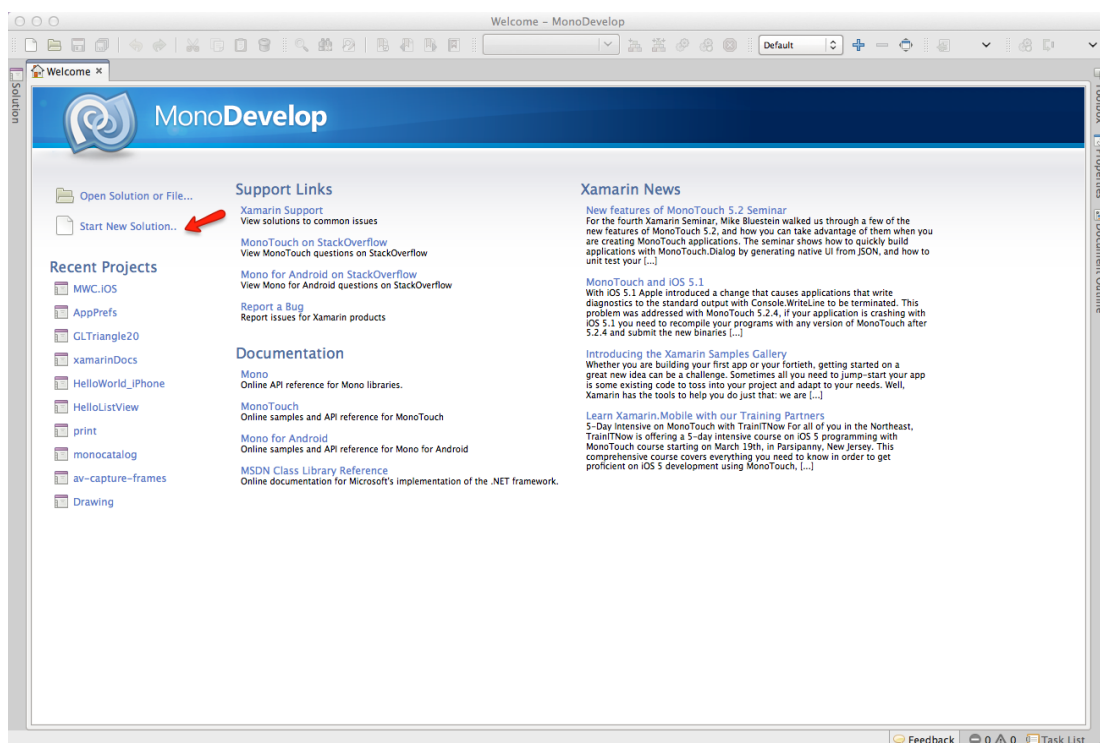 Welcome – MonoDevelop
Default
Welcome ×
Solution
MonoDevelop
Open Solution or File...
Start New Solution..
Recent Projects
MWC.iOS
AppPrefs
GLTriangle20
xamarinDocs
HelloWorld_iPhone
HelloListView
print
monocatalog
av-capture-frames
Drawing
Support Links
Xamarin Support
View solutions to common issues
MonoTouch on StackOverflow
View MonoTouch questions on StackOverflow
Mono for Android on StackOverflow
View Mono for Android questions on StackOverflow
Report a Bug
Report issues for Xamarin products
Documentation
Mono
Online API reference for Mono libraries.
MonoTouch
Online samples and API reference for MonoTouch
Mono for Android
Online samples and API reference for Mono for Android
MSDN Class Library Reference
Online documentation for Microsoft's implementation of the .NET framework.
Xamarin News
New features of MonoTouch 5.2 Seminar
For the fourth Xamarin Seminar, Mike Bluestein walked us through a few of the
new features of MonoTouch 5.2, and how you can take advantage of them when you
are creating MonoTouch applications. The seminar shows how to quickly build
applications with MonoTouch.Dialog by generating native UI from JSON, and how to
unit test your [...]
MonoTouch and iOS 5.1
With iOS 5.1 Apple introduced a change that causes applications that write
diagnostics to the standard output with Console.WriteLine to be terminated. This
problem was addressed with MonoTouch 5.2.4, if your application is crashing with
iOS 5.1 you need to recompile your programs with any version of MonoTouch after
5.2.4 and submit the new binaries [...]
Introducing the Xamarin Samples Gallery
Whether you are building your first app or your fortieth, getting started on a
great new idea can be a challenge. Sometimes all you need to jump-start your app
is some existing code to toss into your project and adapt to your needs. Well,
Xamarin has the tools to help you do just that: we are [...]
Learn Xamarin.Mobile with our Training Partners
5-Day Intensive on MonoTouch with TrainITNow For all of you in the Northeast,
TrainITNow is offering a 5-day intensive course on iOS 5 programming with
MonoTouch course starting on March 19th, in Parsipanny, New Jersey. This
comprehensive course covers everything you need to know in order to get
proficient on iOS 5 development using MonoTouch, [...]
Toolbox
Properties
Document Outline
Feedback
0
0
Task List